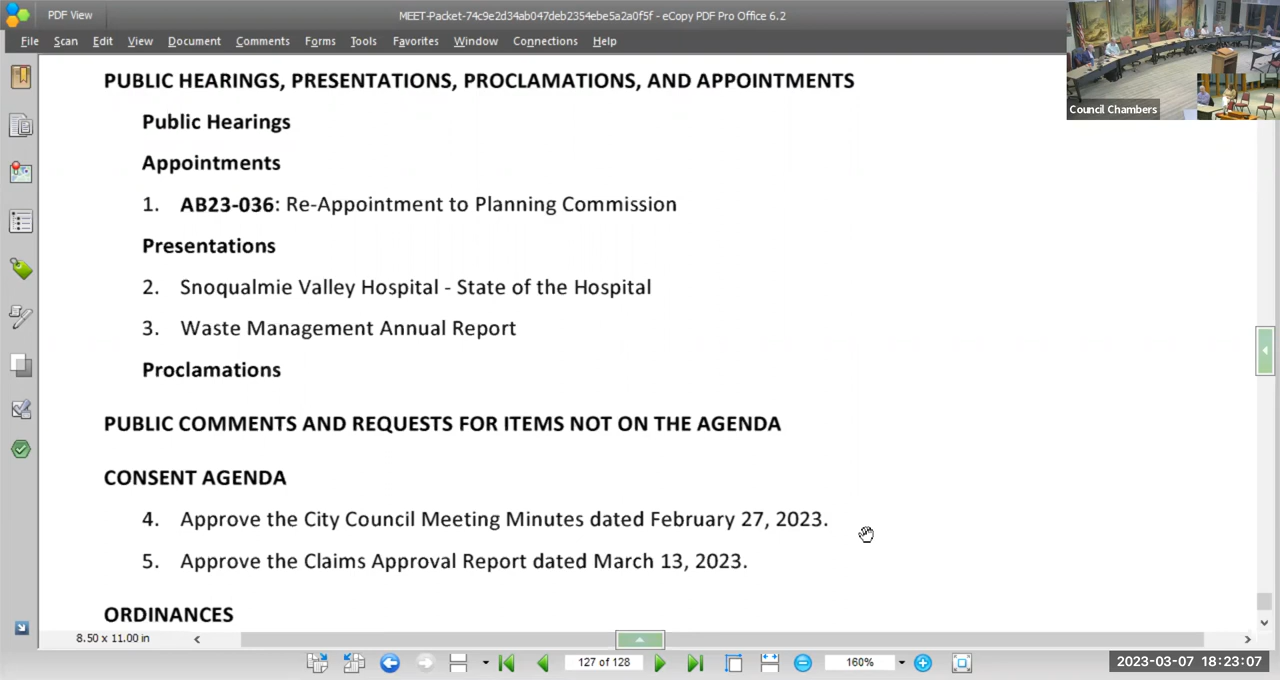 PDF View
MEET-Packet-74c9e2d34ab047deb2354ebe5a2a0f5f - eCopy PDF Pro Office 6.2
File Scan Edit View Document Comments Forms Tools Favorites Window Connections Help
Council Chambers
PUBLIC HEARINGS, PRESENTATIONS, PROCLAMATIONS, AND APPOINTMENTS
Public Hearings
Appointments
1. AB23-036: Re-Appointment to Planning Commission
Presentations
2. Snoqualmie Valley Hospital - State of the Hospital
3. Waste Management Annual Report
Proclamations
PUBLIC COMMENTS AND REQUESTS FOR ITEMS NOT ON THE AGENDA
CONSENT AGENDA
4. Approve the City Council Meeting Minutes dated February 27, 2023.
5. Approve the Claims Approval Report dated March 13, 2023.
ORDINANCES
8.50 x 11.00 in
127 of 128
160%
2023-03-07 18:23:07